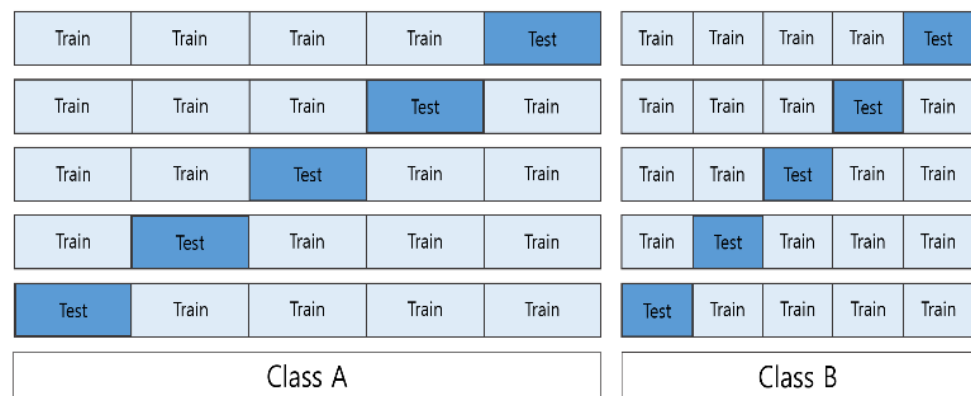 Train Train Train Train Test Train Train Train Train Test
Train Train Train Test Train Train Train Train Test Train
Train Train Test Train Train Train Train Test Train Train
Train Test Train Train Train Train Test Train Train Train
Test Train Train Train Train Test Train Train Train Train
Class A Class B